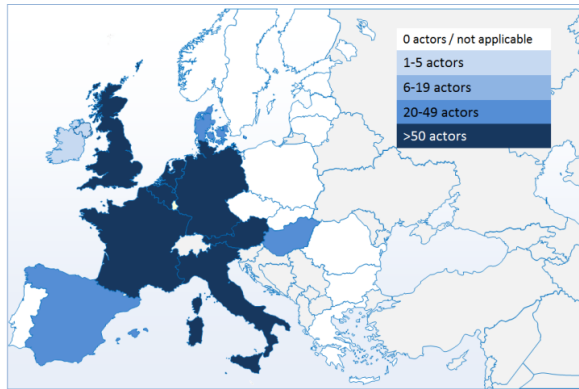 0 actors / not applicable
1-5 actors
6-19 actors
20-49 actors
>50 actors